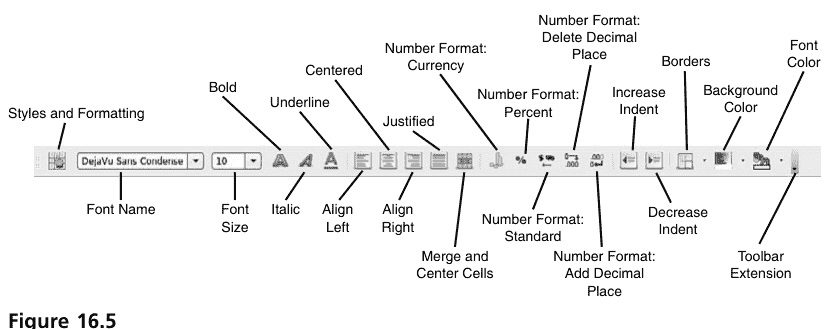 Number Format:
Delete Decimal
Place
Number Format:
Currency
Font
Color
Centered
Borders
Bold
Underline
Number Format:
Percent
Increase
Indent
Background
Color
Styles and Formatting
Justified
DejaVu Sans Condense
10
%
$ %
.000
.00
.000
Font Name
Font
Size
Italic
Align
Left
Align
Right
Number Format:
Standard
Decrease
Indent
Merge and
Center Cells
Number Format:
Add Decimal
Place
Toolbar
Extension
Figure 16.5